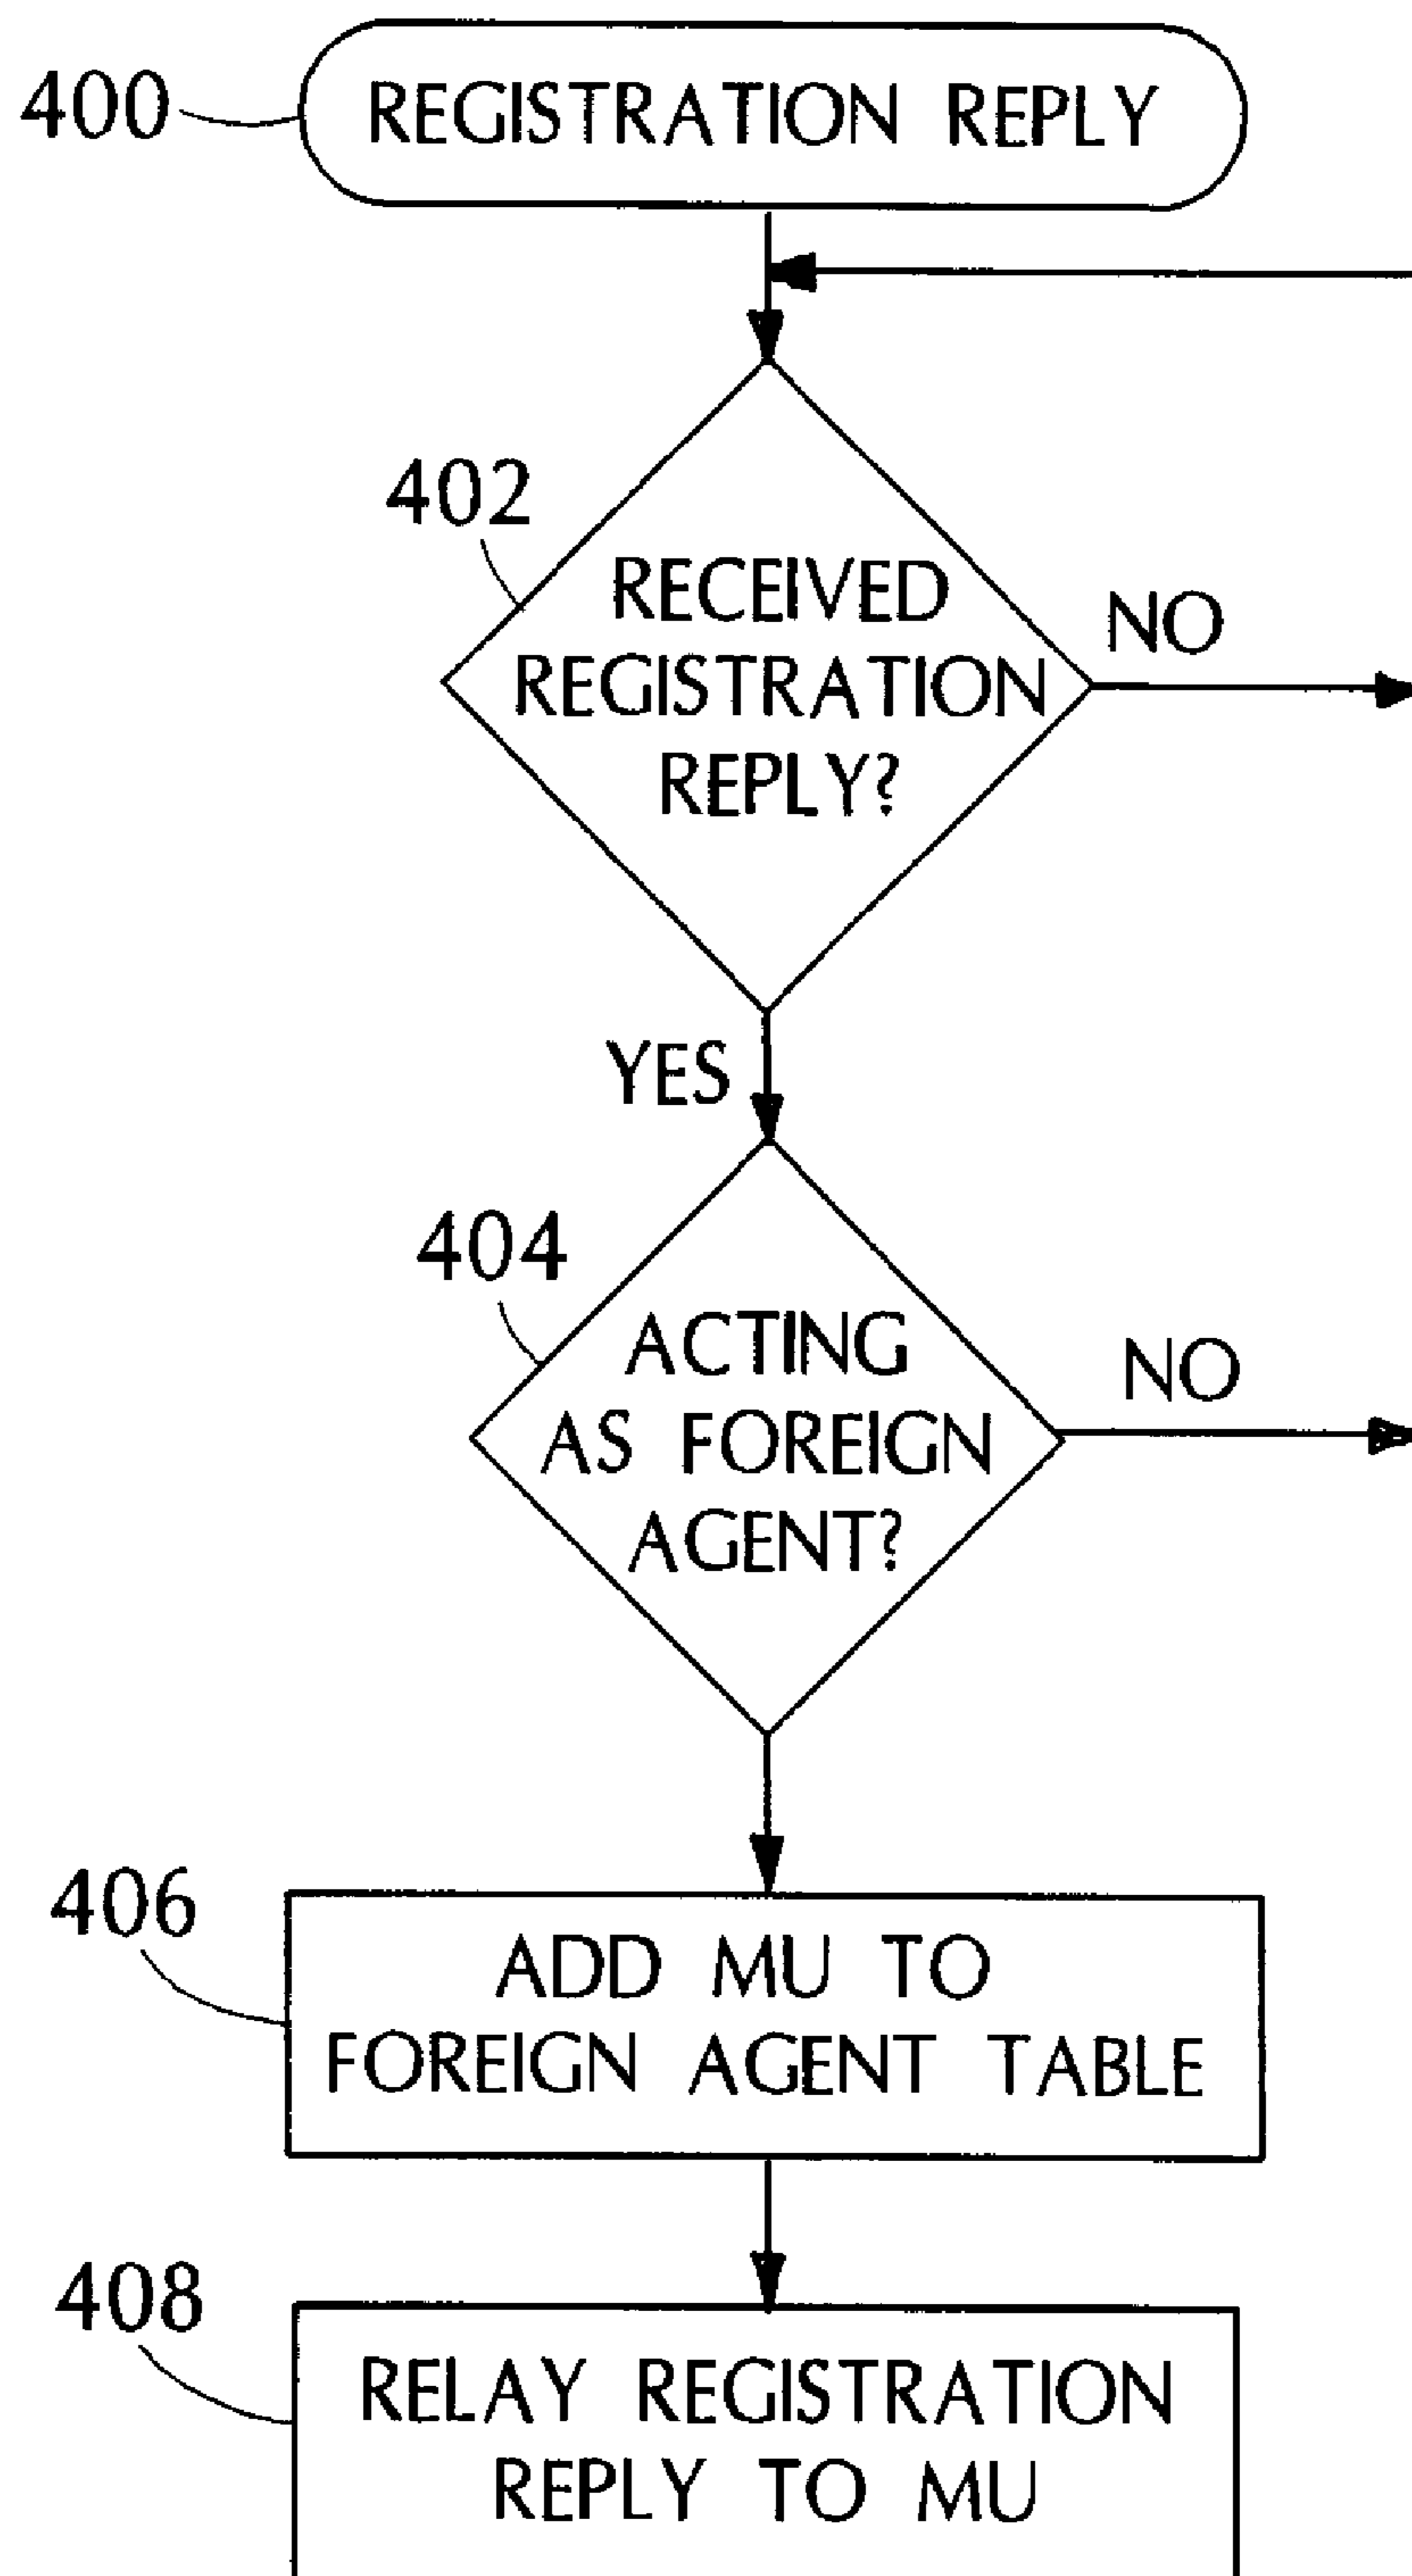 400
REGISTRATION REPLY
402
RECEIVED
REGISTRATION
REPLY?
NO
YES
404
ACTING
AS FOREIGN
AGENT?
NO
406
ADD MU TO
FOREIGN AGENT TABLE
408
RELAY REGISTRATION
REPLY TO MU